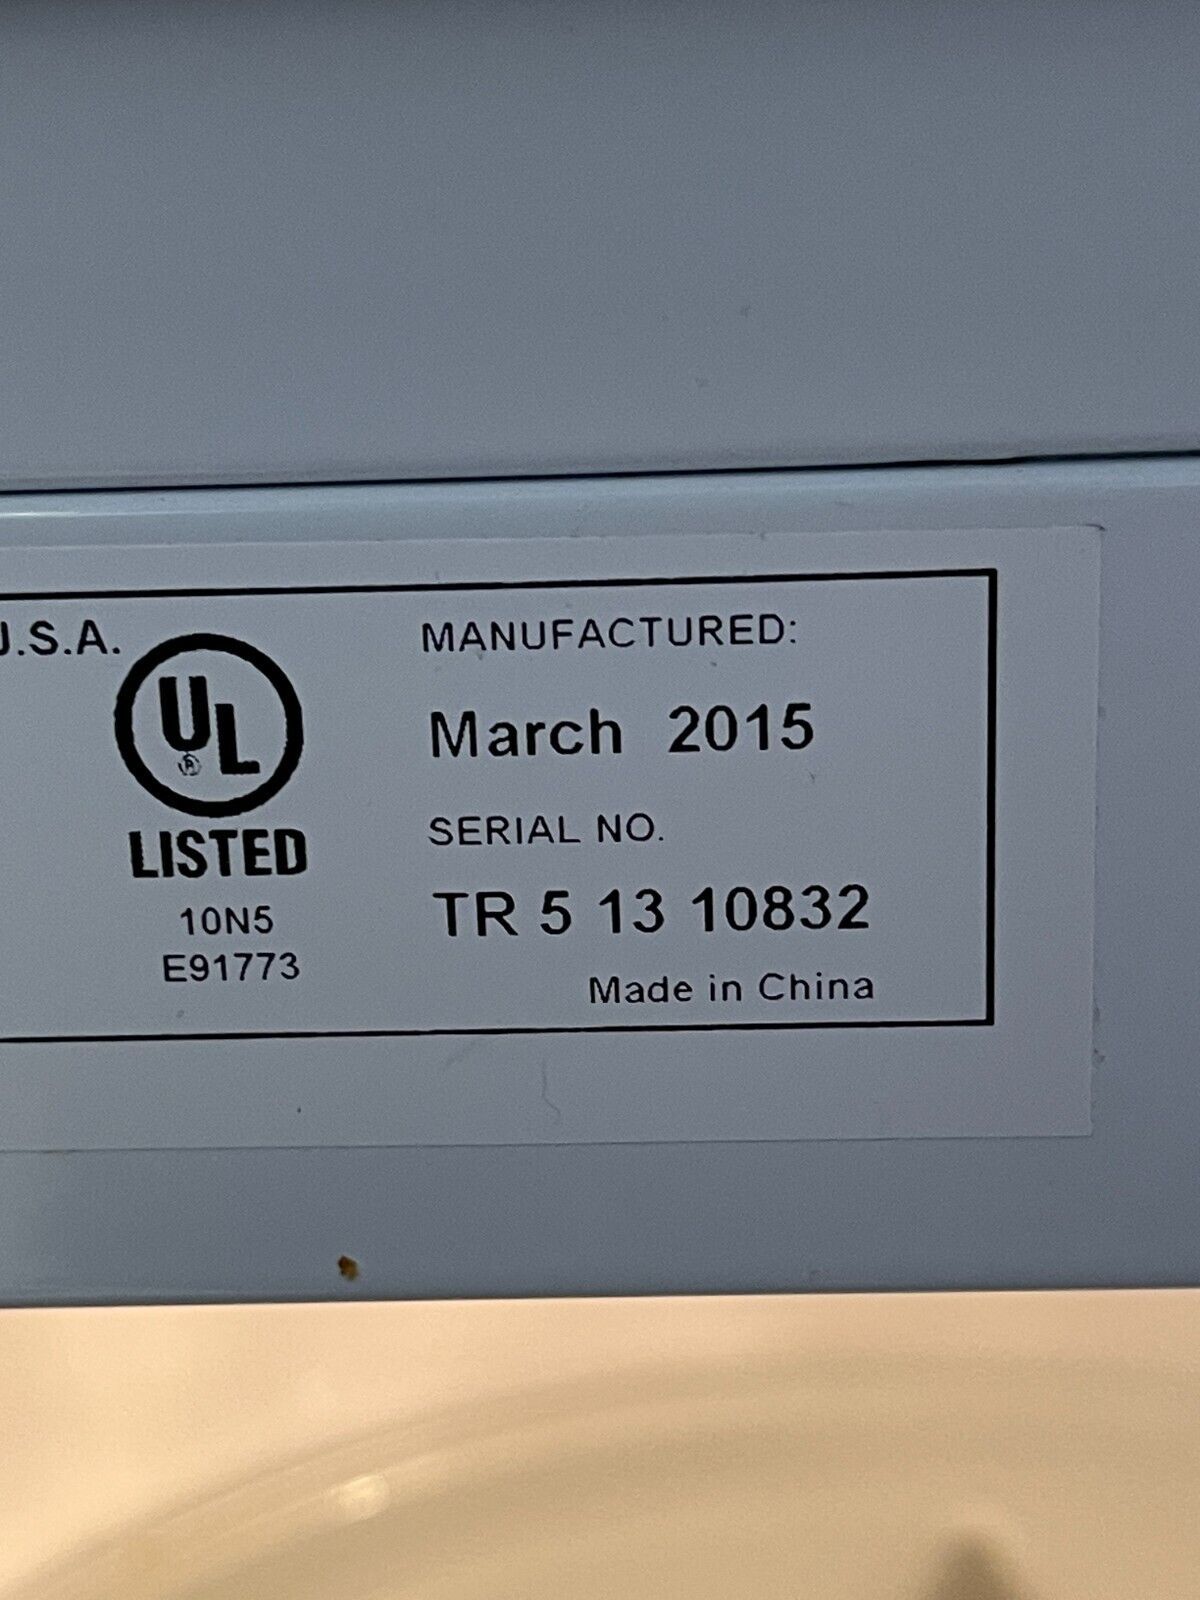 U.S.A.
UL
®
LISTED
10N5
E91773
MANUFACTURED:
March 2015
SERIAL NO.
TR 5 13 10832
Made in China